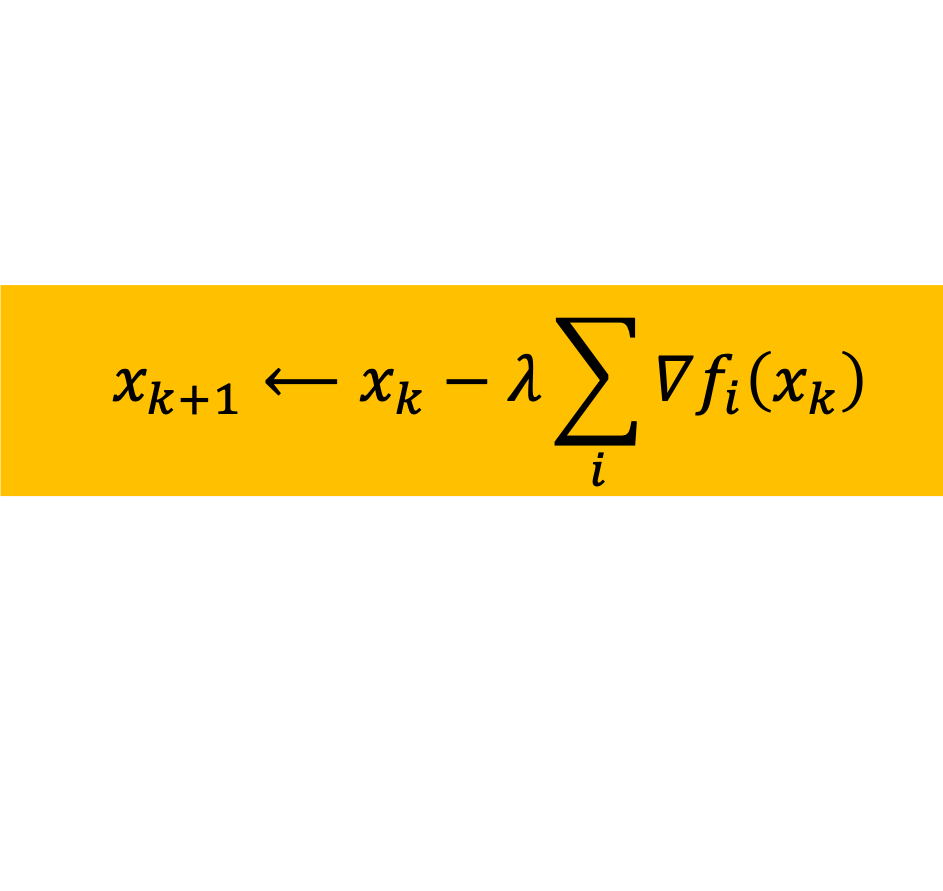 x_{k+1} ← x_k − λ ∑_i ∇f_i(x_k)